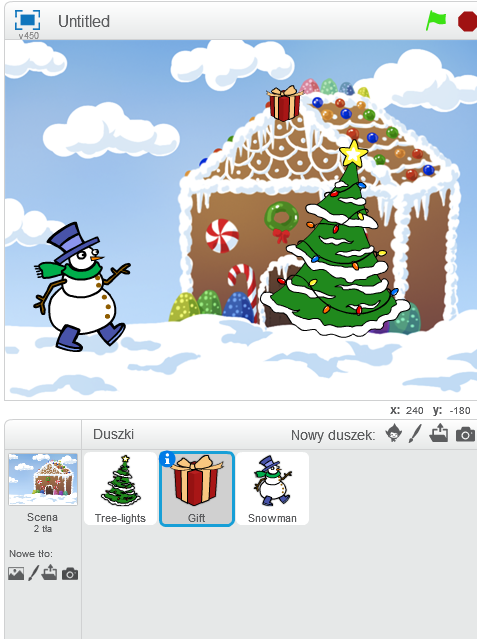 Untitled
v450
x: 240 y: -180
Duszki
Nowy duszek:
Scena
2 tła
Nowe tło:
Tree-lights
Gift
Snowman